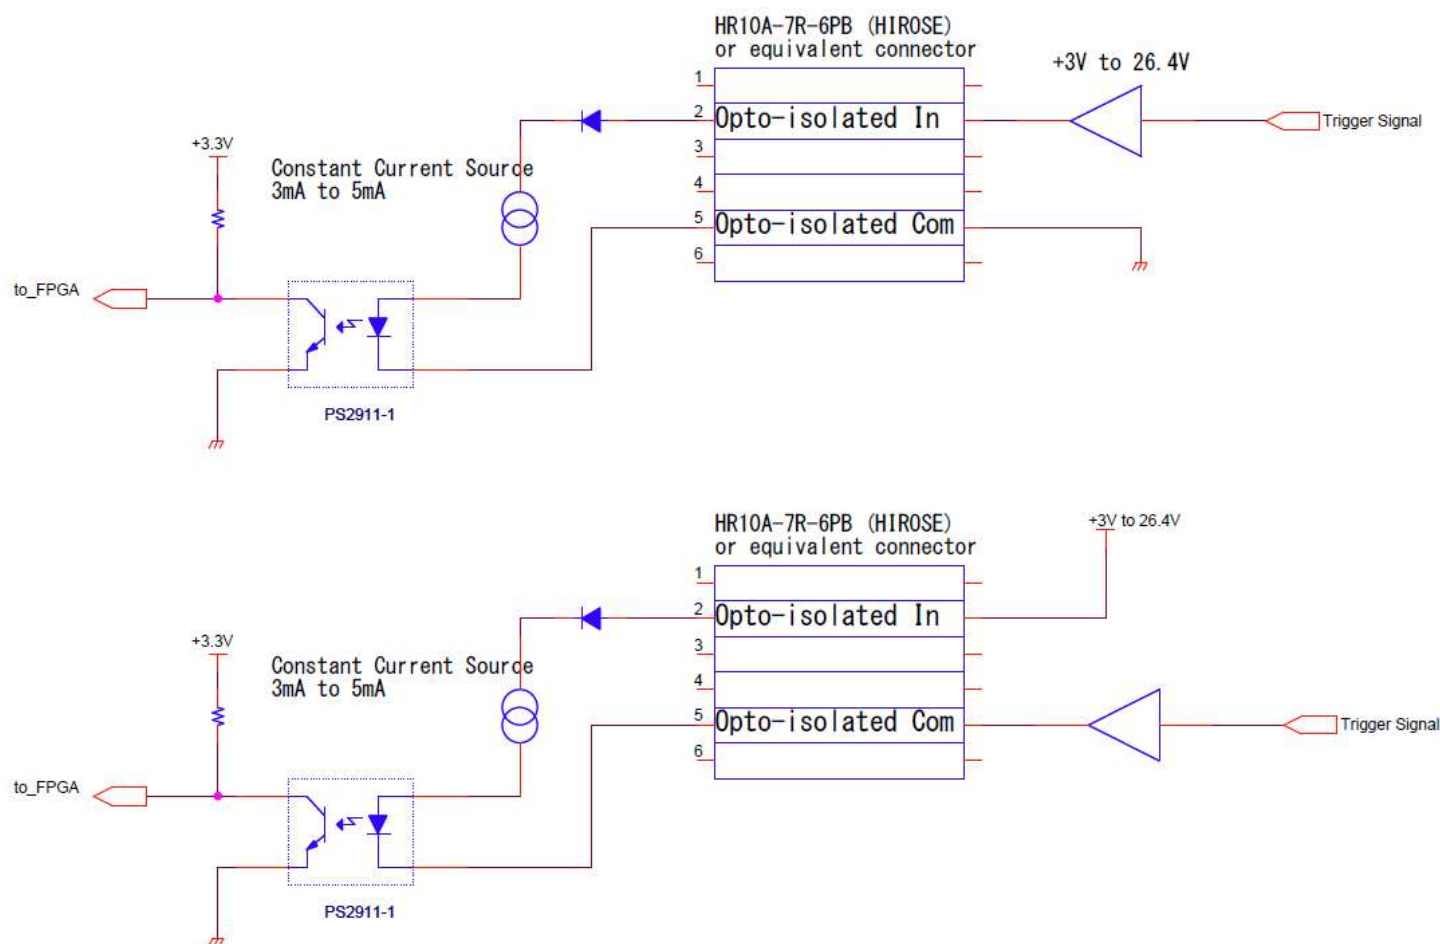 HR10A-7R-6PB (HIROSE)
or equivalent connector
+3V to 26.4V
1
2
Opto-isolated In
Trigger Signal
3
+3.3V
Constant Current Source
3mA to 5mA
4
5
Opto-isolated Com
6
to_FPGA
PS2911-1
HR10A-7R-6PB (HIROSE)
or equivalent connector
+3V to 26.4V
1
2
Opto-isolated In
3
+3.3V
Constant Current Source
3mA to 5mA
4
5
Opto-isolated Com
Trigger Signal
6
to_FPGA
PS2911-1